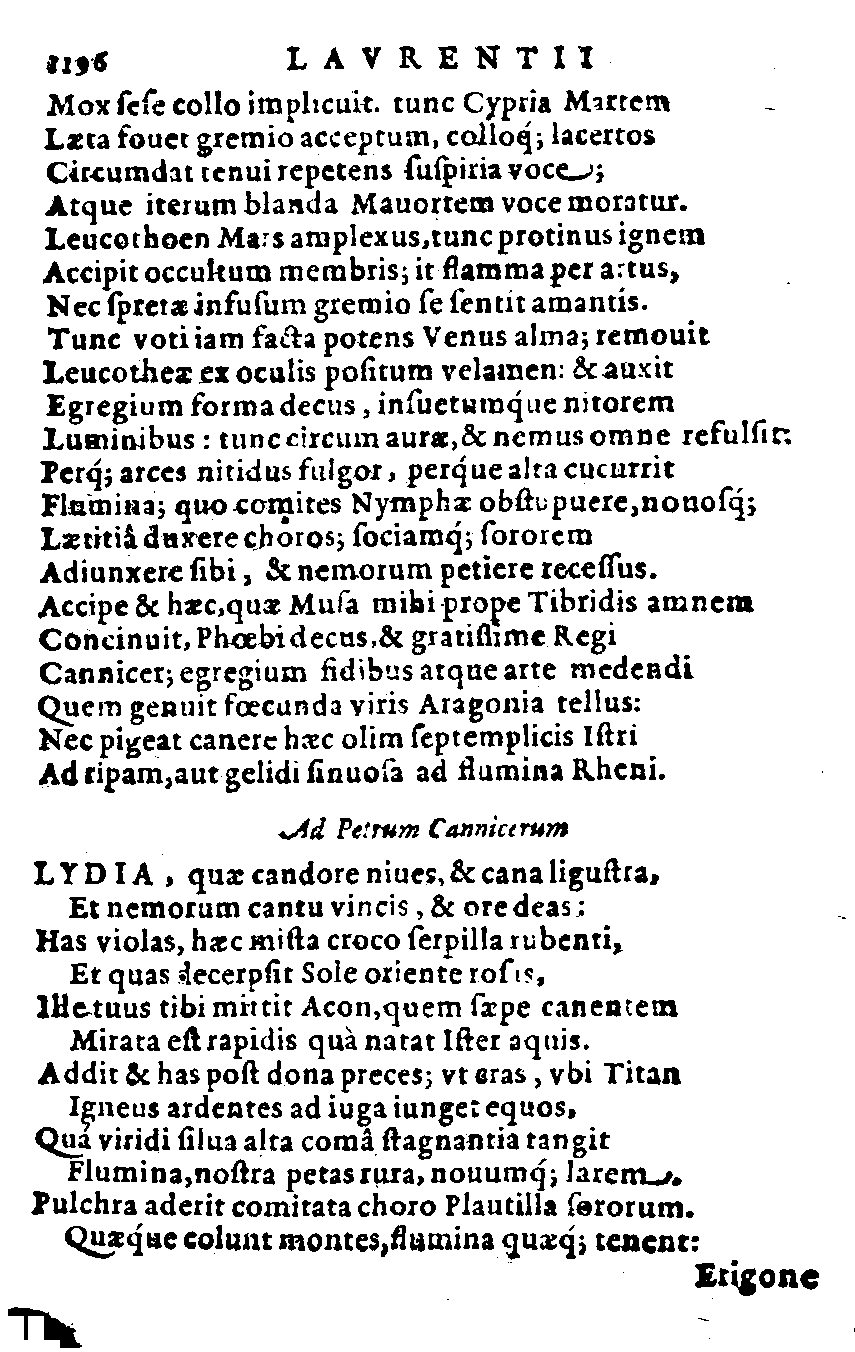 1196 LAVRENTII
Mox ſeſe collo implicuit. tunc Cypria Martem
Læta fouet gremio acceptum, colloq́; lacertos
Circumdat tenui repetens ſuſpiria voce;
Atque iterum blanda Mauortem voce moratur.
Leucothoen Mars amplexus, tunc protinus ignem
Accipit occultum membris; it flamma per artus,
Nec ſpretæ infuſum gremio ſe ſentit amantis.
Tunc voti iam facta potens Venus alma; remouit
Leucotheæ ex oculis poſitum velamen: & auxit
Egregium forma decus, inſuetumq́ue nitorem
Luminibus: tunc circum auræ, & nemus omne refulſit:
Perq́; arces nitidus fulgor, perq́ue alta cucurrit
Flumina; quo comites Nymphæ obſtupuere, nouoſq́;
Lætitiâ duxere choros; ſociamq́; ſororem
Adiunxere ſibi, & nemorum petiere receſſus.
Accipe & hæc, quæ Muſa mihi prope Tibridis amnem
Concinuit, Phœbi decus, & gratiſſime Regi
Cannicer; egregium fidibus atque arte medendi
Quem genuit fœcunda viris Aragonia tellus:
Nec pigeat canere hæc olim ſeptemplicis Iſtri
Ad ripam, aut gelidi ſinuoſa ad flumina Rheni.
Ad Petrum Cannicerum
LYDIA, quæ candore niues, & cana liguſtra,
Et nemorum cantu vincis, & ore deas:
Has violas, hæc miſta croco ſerpilla rubenti,
Et quas decerpſit Sole oriente roſis,
Ille tuus tibi mittit Acon, quem ſæpe canentem
Mirata eſt rapidis quà natat Iſter aquis.
Addit & has poſt dona preces; vt cras, vbi Titan
Igneus ardentes ad iuga iunget equos,
Quá viridi ſilua alta comâ ſtagnantia tangit
Flumina, noſtra petas rura, nouumq́; larem.
Pulchra aderit comitata choro Plautilla ſororum.
Quæq́ue colunt montes, flumina quæq́; tenent:
Erigone